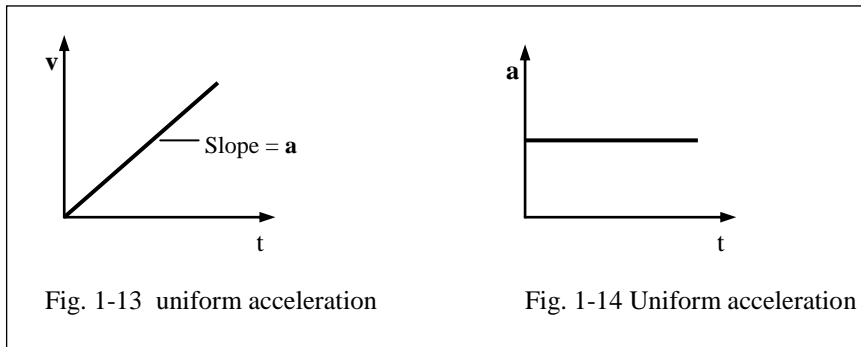 v
Slope = a
t
Fig. 1-13 uniform acceleration
a
t
Fig. 1-14 Uniform acceleration